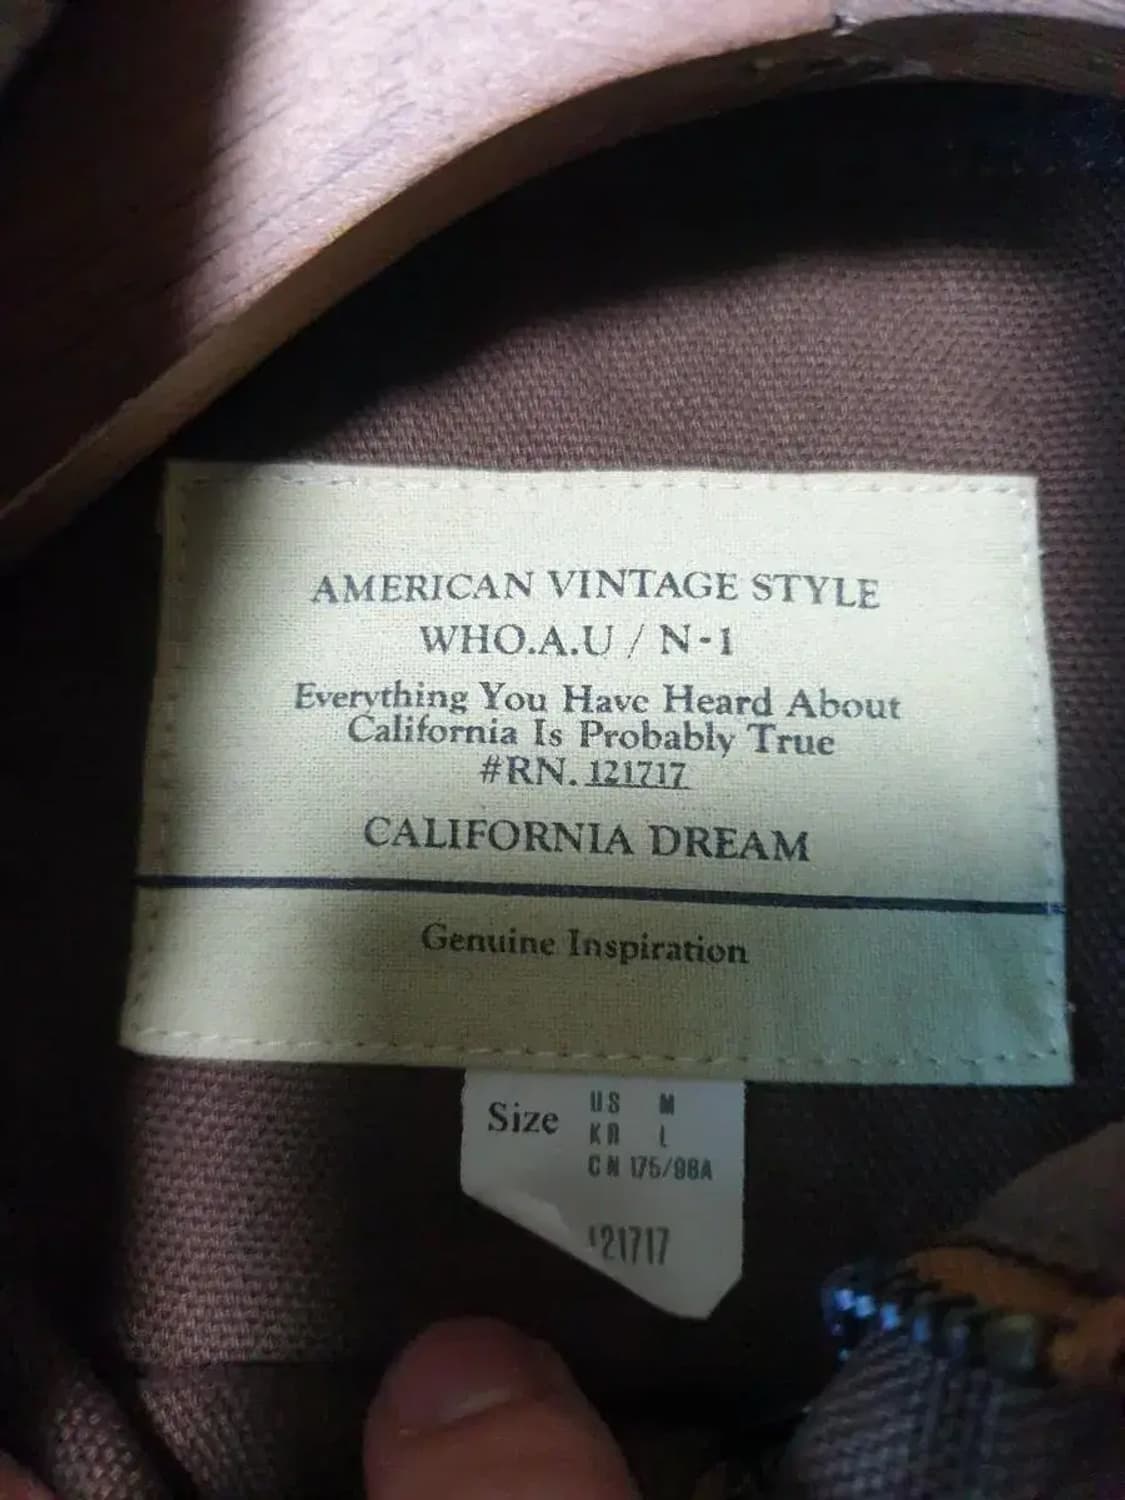 AMERICAN VINTAGE STYLE
WHO.A.U / N-1
Everything You Have Heard About
California Is Probably True
#RN. 121717
CALIFORNIA DREAM
Genuine Inspiration
Size US M
KR L
CN 175/98A
121717